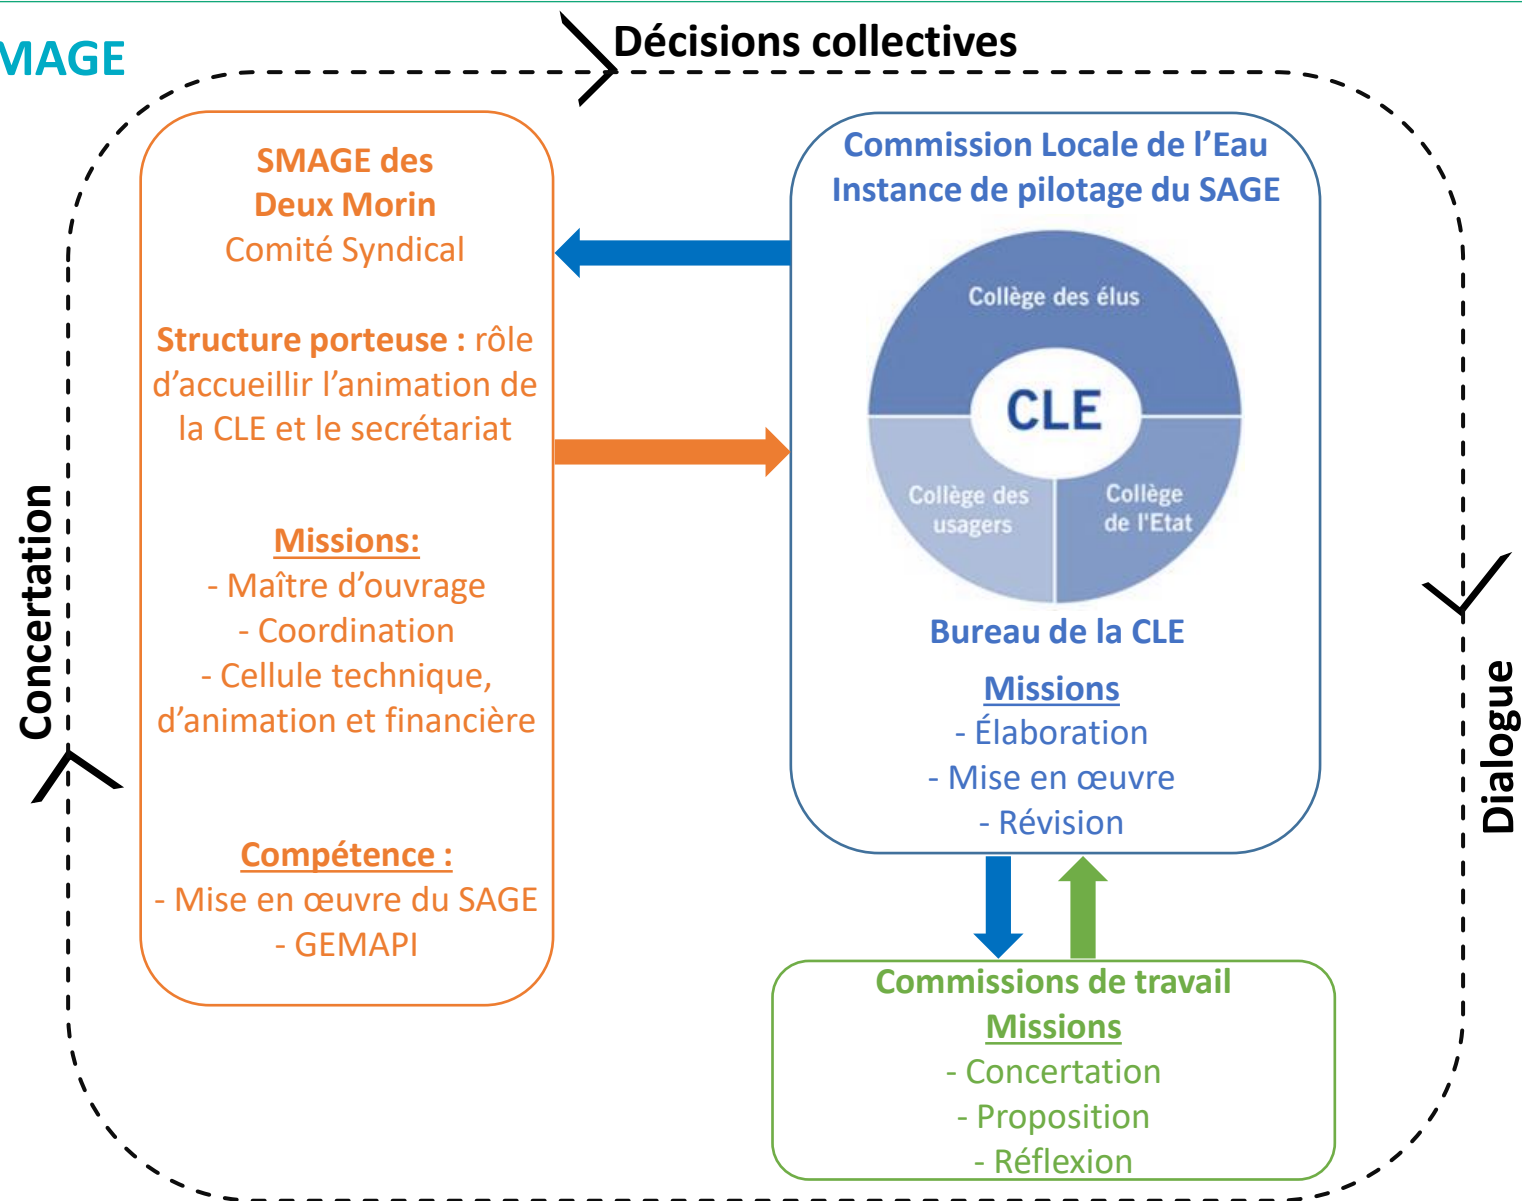 MAGE
Décisions collectives
SMAGE des
Deux Morin
Comité Syndical
Structure porteuse : rôle
d’accueillir l’animation de
la CLE et le secrétariat
Missions:
- Maître d’ouvrage
- Coordination
- Cellule technique,
d’animation et financière
Compétence :
- Mise en œuvre du SAGE
- GEMAPI
Commission Locale de l’Eau
Instance de pilotage du SAGE
Collège des élus
CLE
Collège des
usagers
Collège
de l'Etat
Bureau de la CLE
Missions
- Élaboration
- Mise en œuvre
- Révision
Commissions de travail
Missions
- Concertation
- Proposition
- Réflexion
Concertation
Dialogue